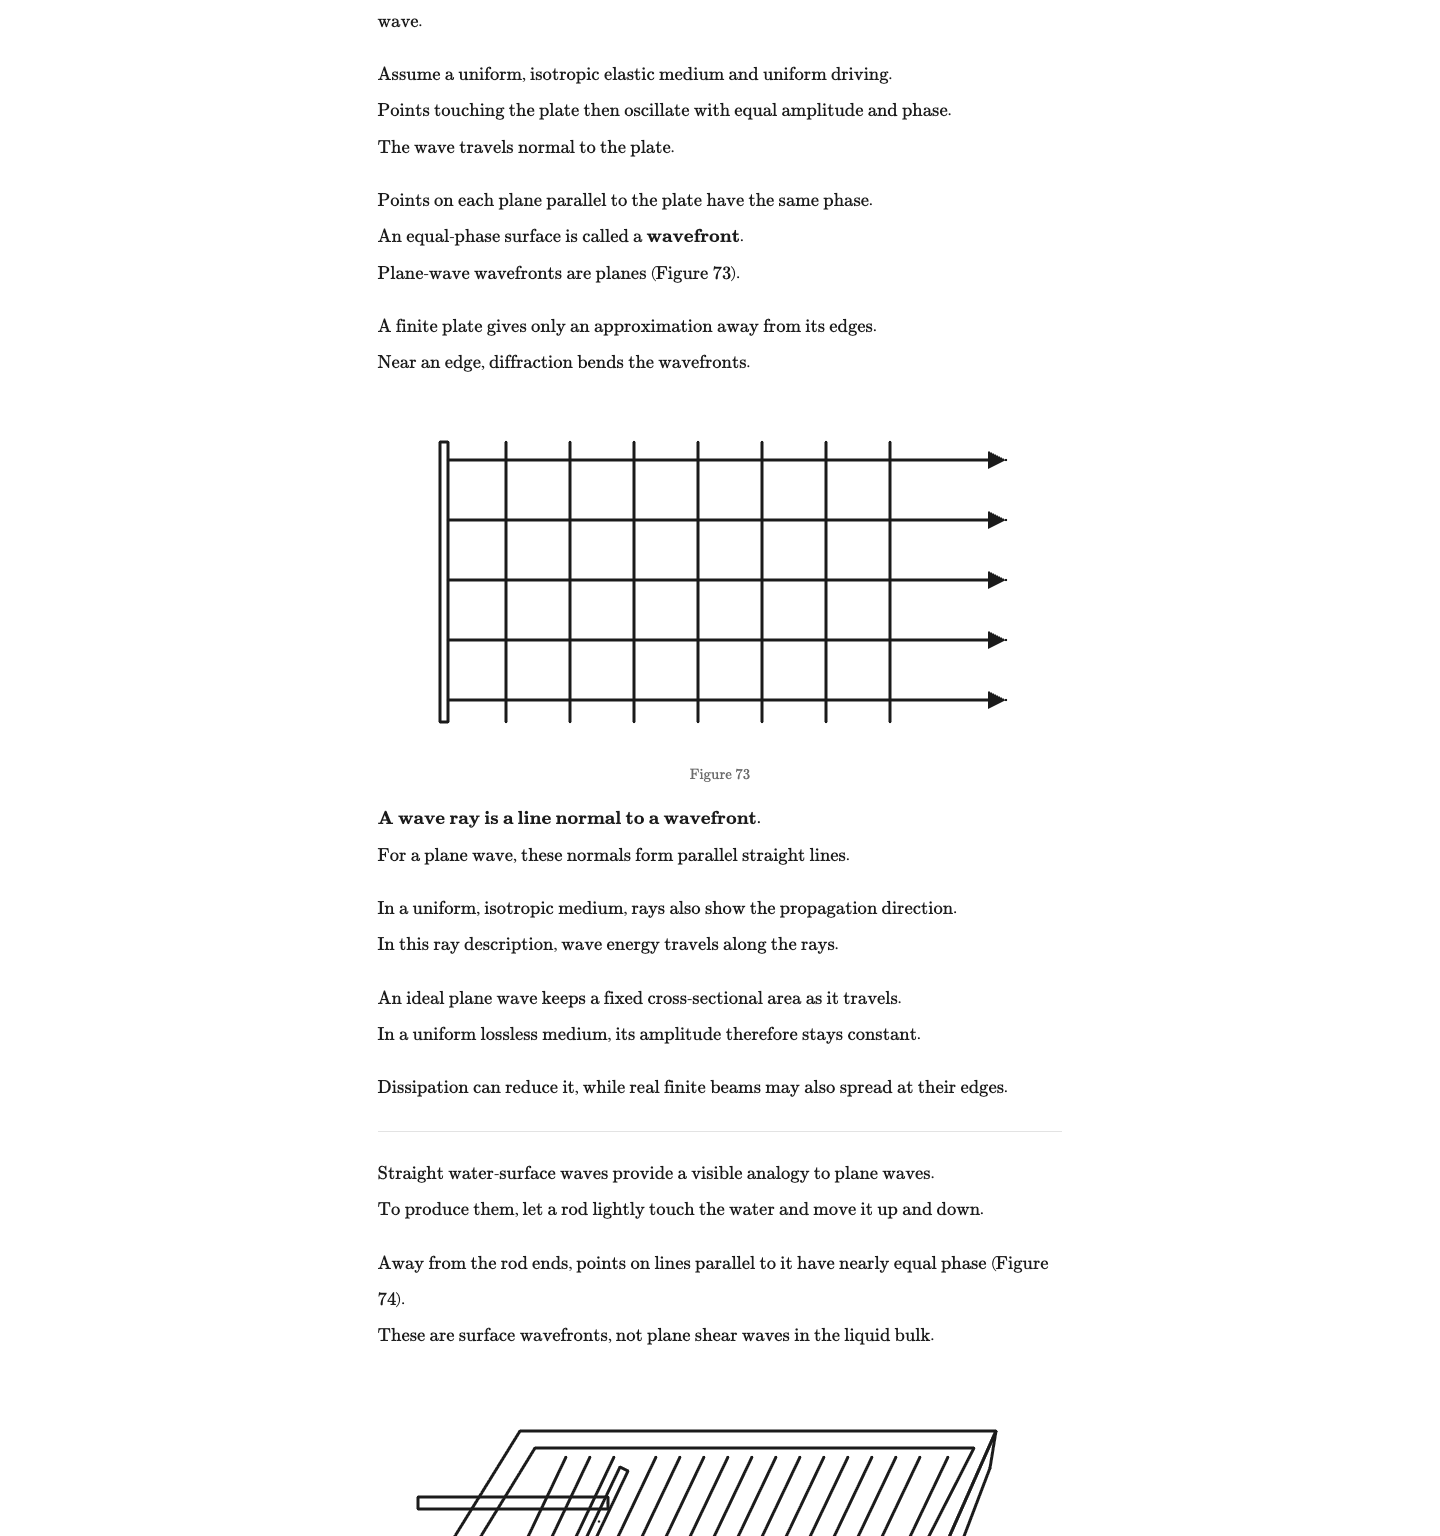 wave.
Assume a uniform, isotropic elastic medium and uniform driving.
Points touching the plate then oscillate with equal amplitude and phase.
The wave travels normal to the plate.
Points on each plane parallel to the plate have the same phase.
An equal-phase surface is called a wavefront.
Plane-wave wavefronts are planes (Figure 73).
A finite plate gives only an approximation away from its edges.
Near an edge, diffraction bends the wavefronts.
Figure 73
A wave ray is a line normal to a wavefront.
For a plane wave, these normals form parallel straight lines.
In a uniform, isotropic medium, rays also show the propagation direction.
In this ray description, wave energy travels along the rays.
An ideal plane wave keeps a fixed cross-sectional area as it travels.
In a uniform lossless medium, its amplitude therefore stays constant.
Dissipation can reduce it, while real finite beams may also spread at their edges.
Straight water-surface waves provide a visible analogy to plane waves.
To produce them, let a rod lightly touch the water and move it up and down.
Away from the rod ends, points on lines parallel to it have nearly equal phase (Figure
74).
These are surface wavefronts, not plane shear waves in the liquid bulk.